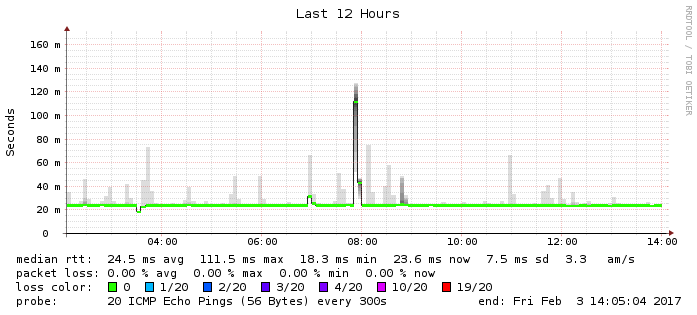 Last 12 Hours
RRDTOOL / TOBI OETIKER
Seconds
160 m
140 m
120 m
100 m
80 m
60 m
40 m
20 m
0
04:00 06:00 08:00 10:00 12:00 14:00
median rtt: 24.5 ms avg 111.5 ms max 18.3 ms min 23.6 ms now 7.5 ms sd 3.3 am/s
packet loss: 0.00 % avg 0.00 % max 0.00 % min 0.00 % now
loss color: 0 1/20 2/20 3/20 4/20 10/20 19/20
probe: 20 ICMP Echo Pings (56 Bytes) every 300s end: Fri Feb 3 14:05:04 2017